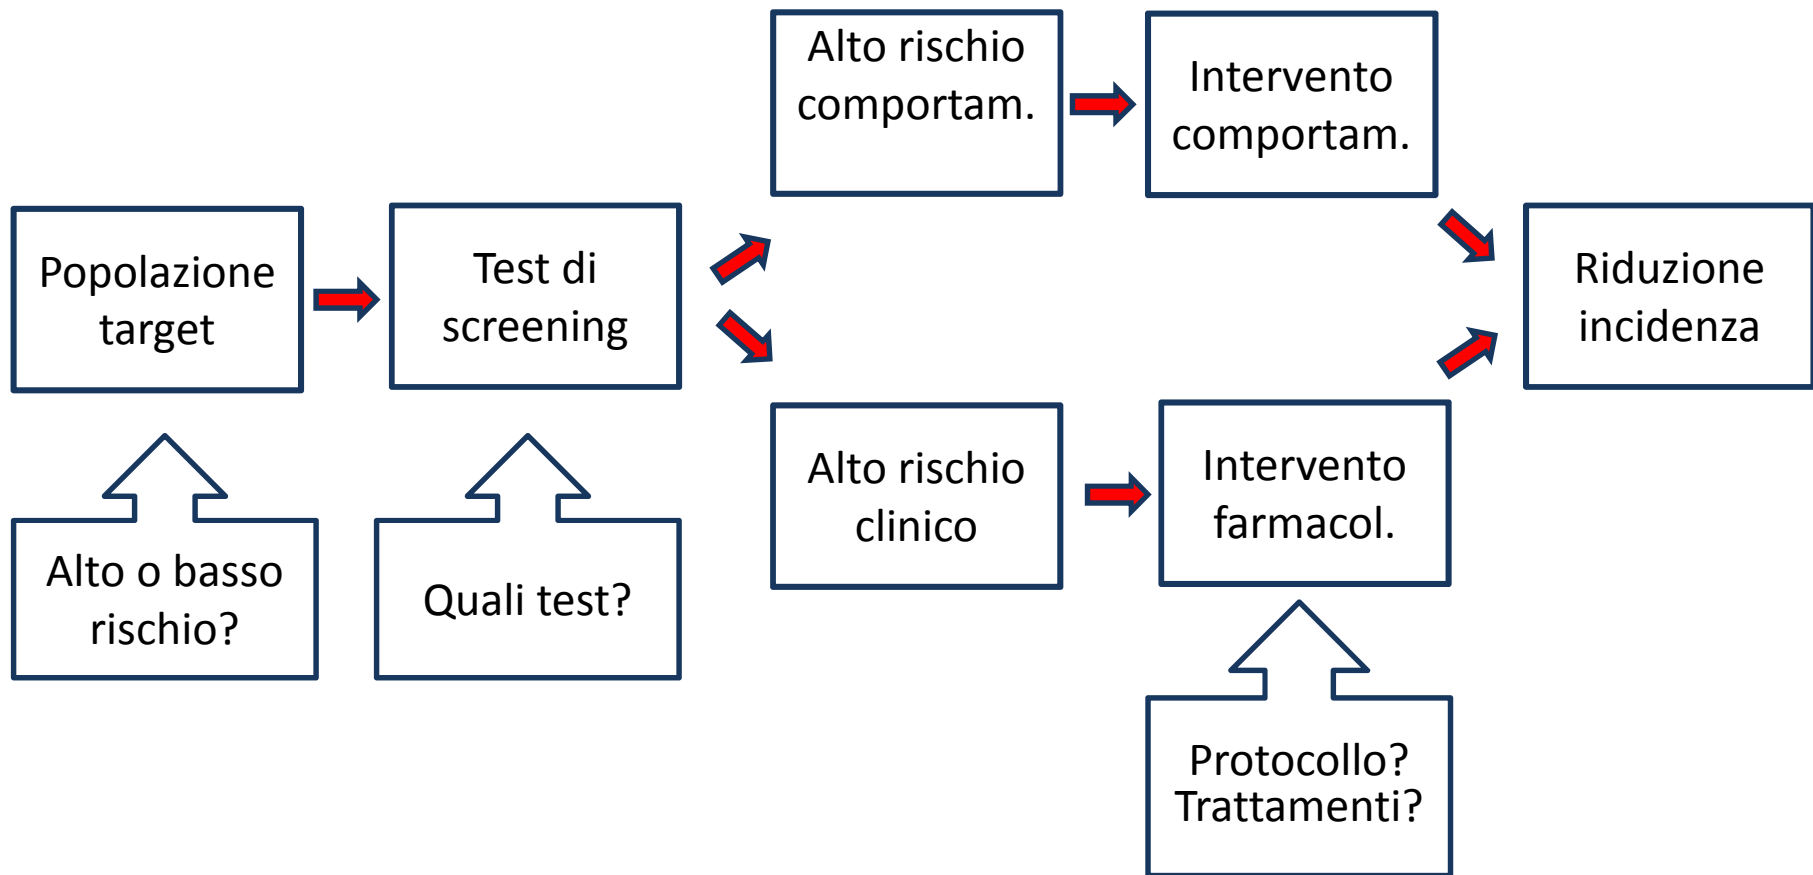 Popolazione
target
Test di
screening
Alto rischio
comportam.
Intervento
comportam.
Alto rischio
clinico
Intervento
farmacol.
Riduzione
incidenza
Alto o basso
rischio?
Quali test?
Protocollo?
Trattamenti?